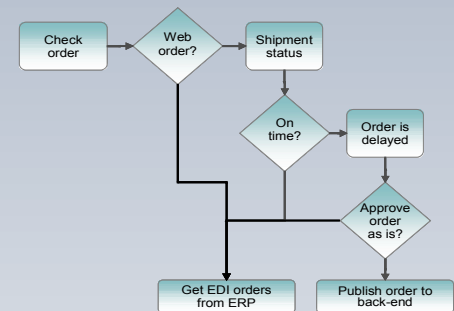 Check
order
Web
order?
Shipment
status
On
time?
Order is
delayed
Approve
order
as is?
Get EDI orders
from ERP
Publish order to
back-end